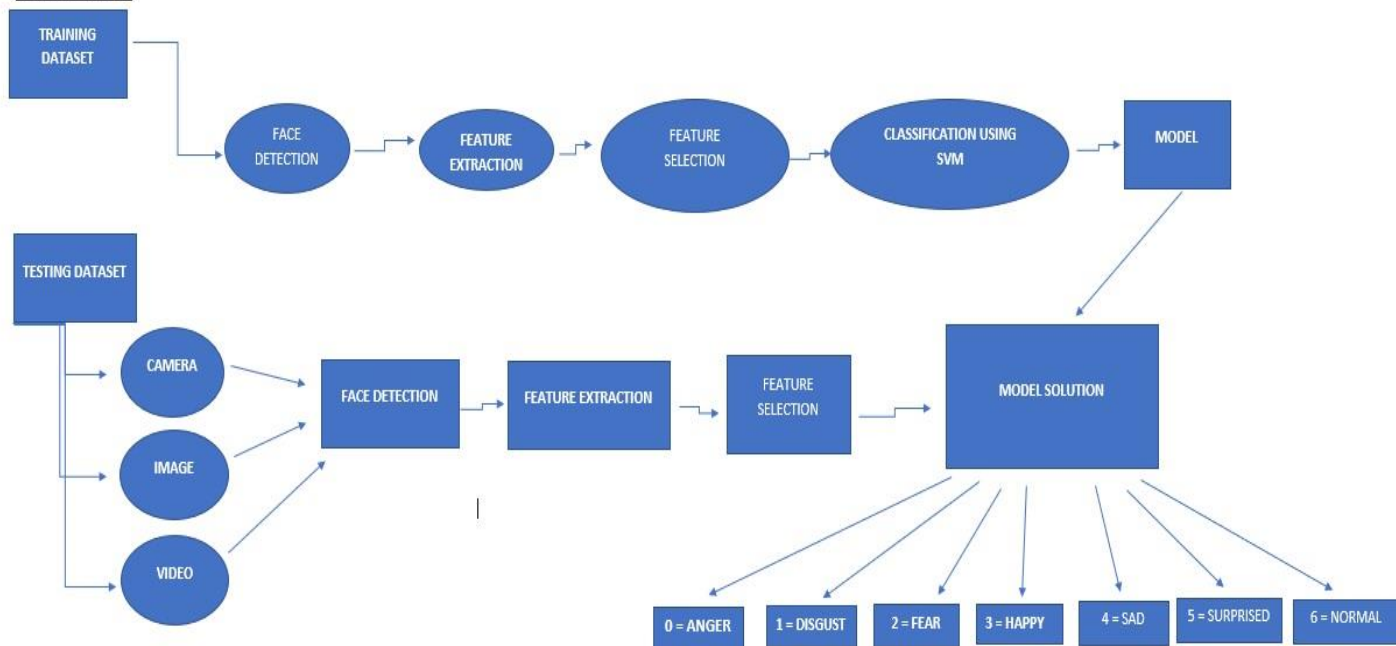 TRAINING
DATASET
FACE
DETECTION
FEATURE
EXTRACTION
FEATURE
SELECTION
CLASSIFICATION USING
SVM
MODEL
TESTING DATASET
CAMERA
IMAGE
VIDEO
FACE DETECTION
FEATURE EXTRACTION
FEATURE
SELECTION
MODEL SOLUTION
0 = ANGER
1 = DISGUST
2 = FEAR
3 = HAPPY
4 = SAD
5 = SURPRISED
6 = NORMAL